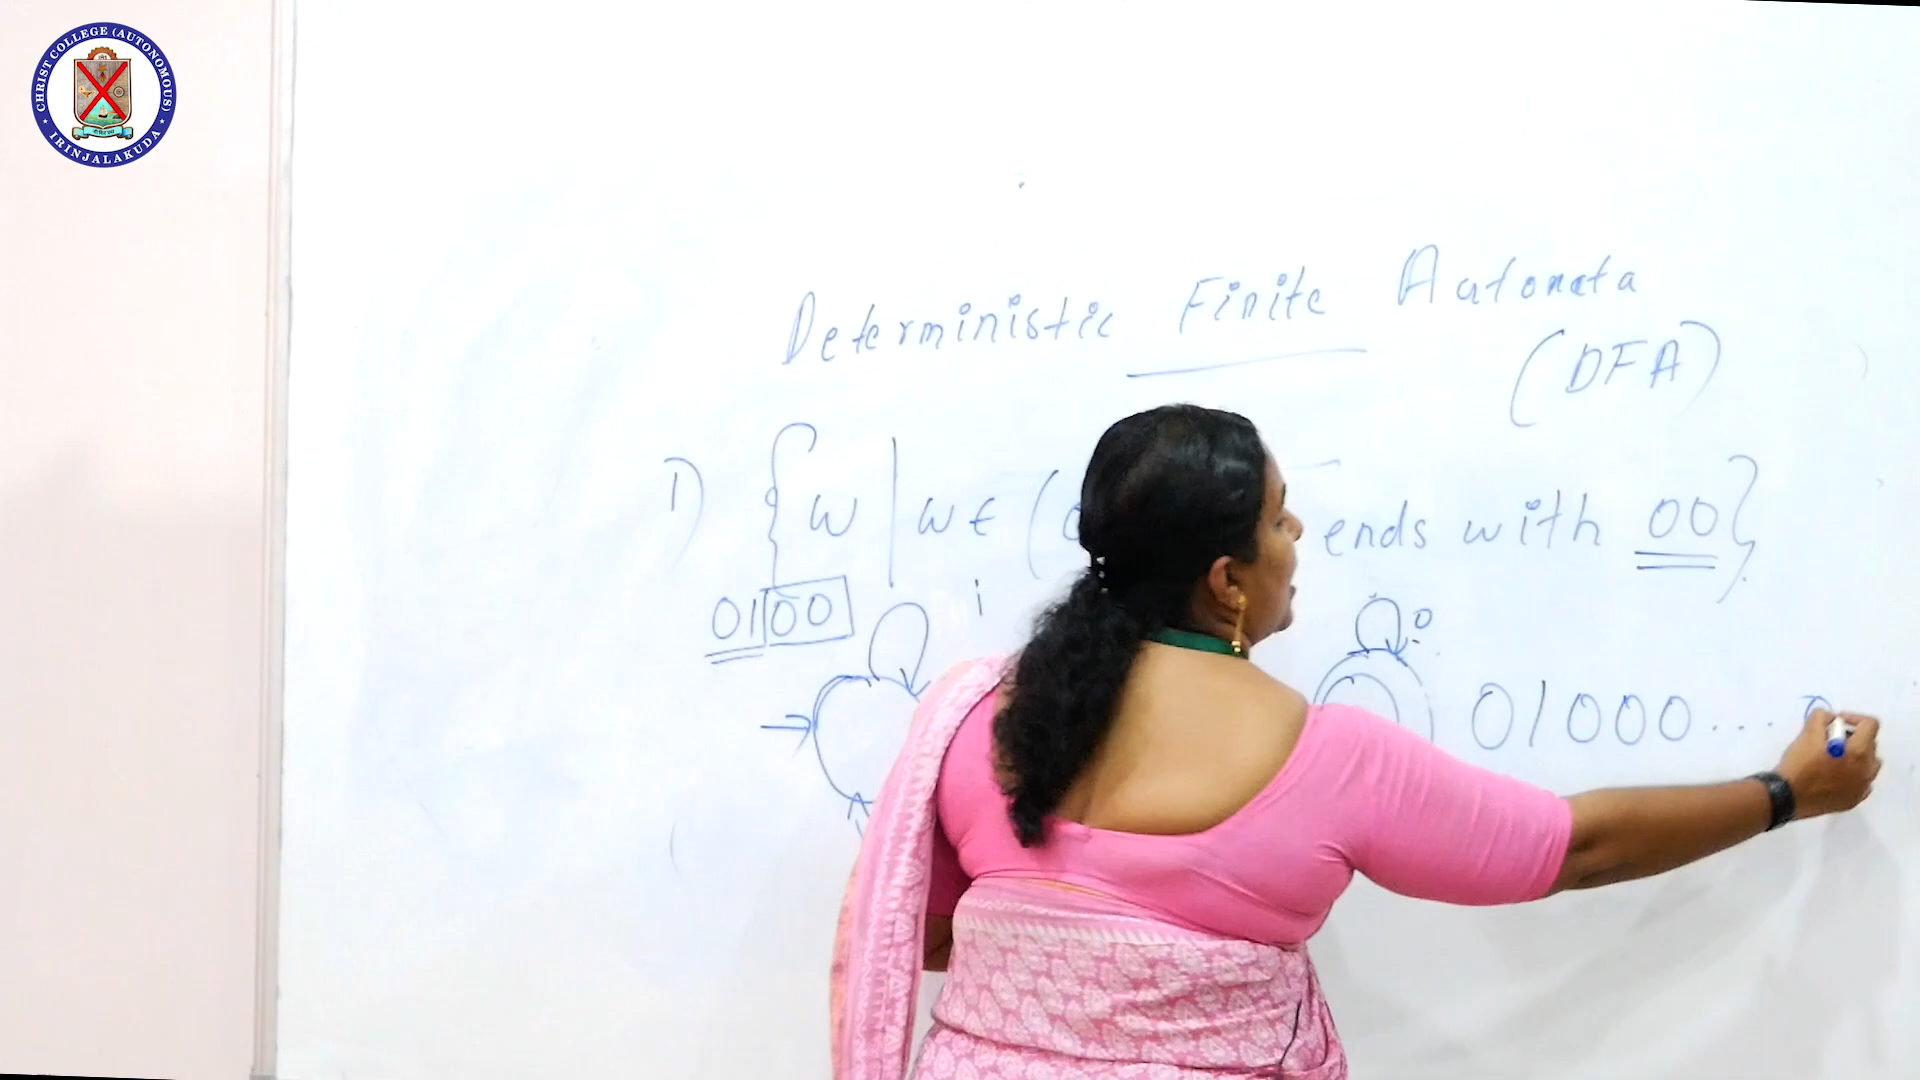 CHRIST COLLEGE (AUTONOMOUS)
IRINJALAKUDA
Deterministic Finite Automata
(DFA)
1) { w | w ∈ ( ends with 00}
0100
i
0
01000...